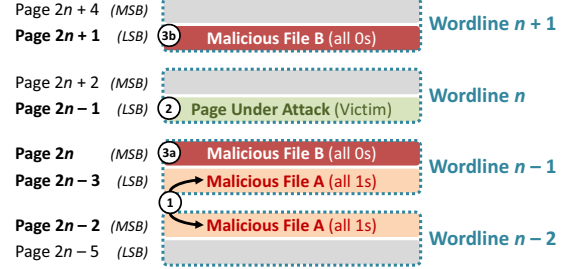 Page 2n + 4 (MSB)
Page 2n + 1 (LSB) 3b Malicious File B (all 0s) Wordline n + 1
Page 2n + 2 (MSB)
Page 2n − 1 (LSB) 2 Page Under Attack (Victim) Wordline n
Page 2n (MSB) 3a Malicious File B (all 0s) Wordline n − 1
Page 2n − 3 (LSB) Malicious File A (all 1s)
1
Page 2n − 2 (MSB) Malicious File A (all 1s) Wordline n − 2
Page 2n − 5 (LSB)